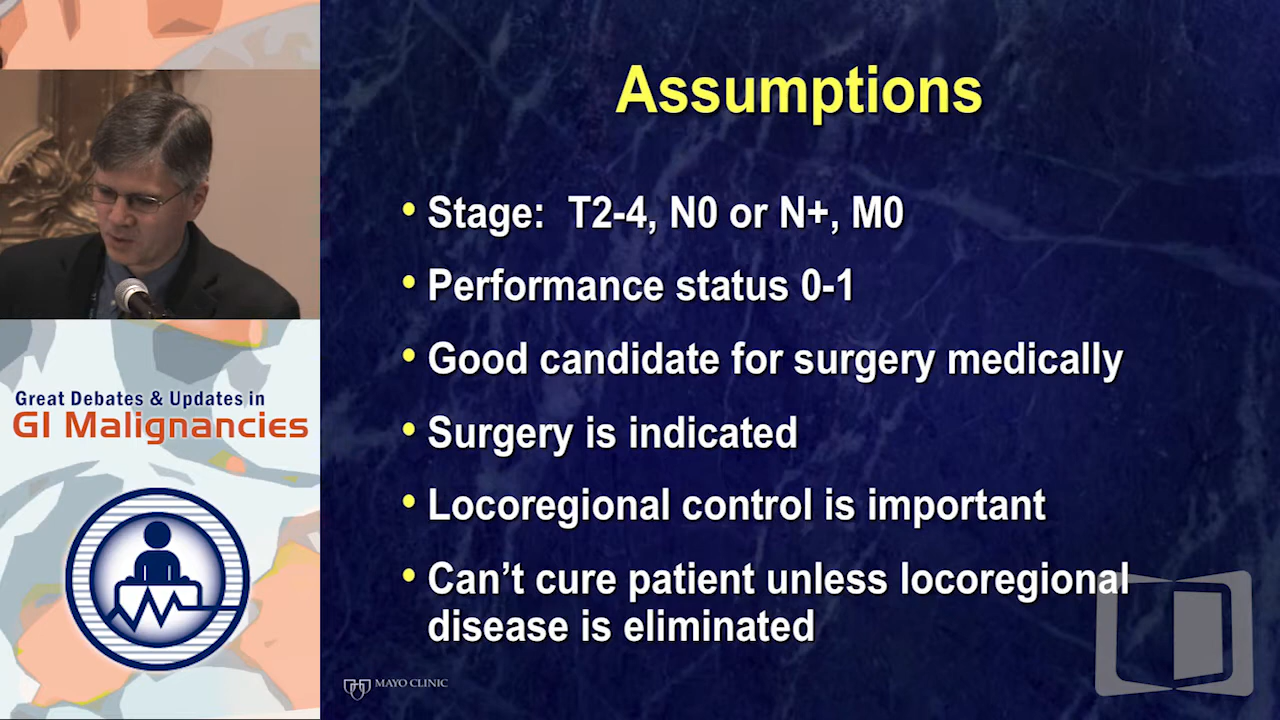 Assumptions
• Stage: T2-4, N0 or N+, M0
• Performance status 0-1
• Good candidate for surgery medically
• Surgery is indicated
• Locoregional control is important
• Can't cure patient unless locoregional
disease is eliminated
MAYO CLINIC
Great Debates & Updates in
GI Malignancies